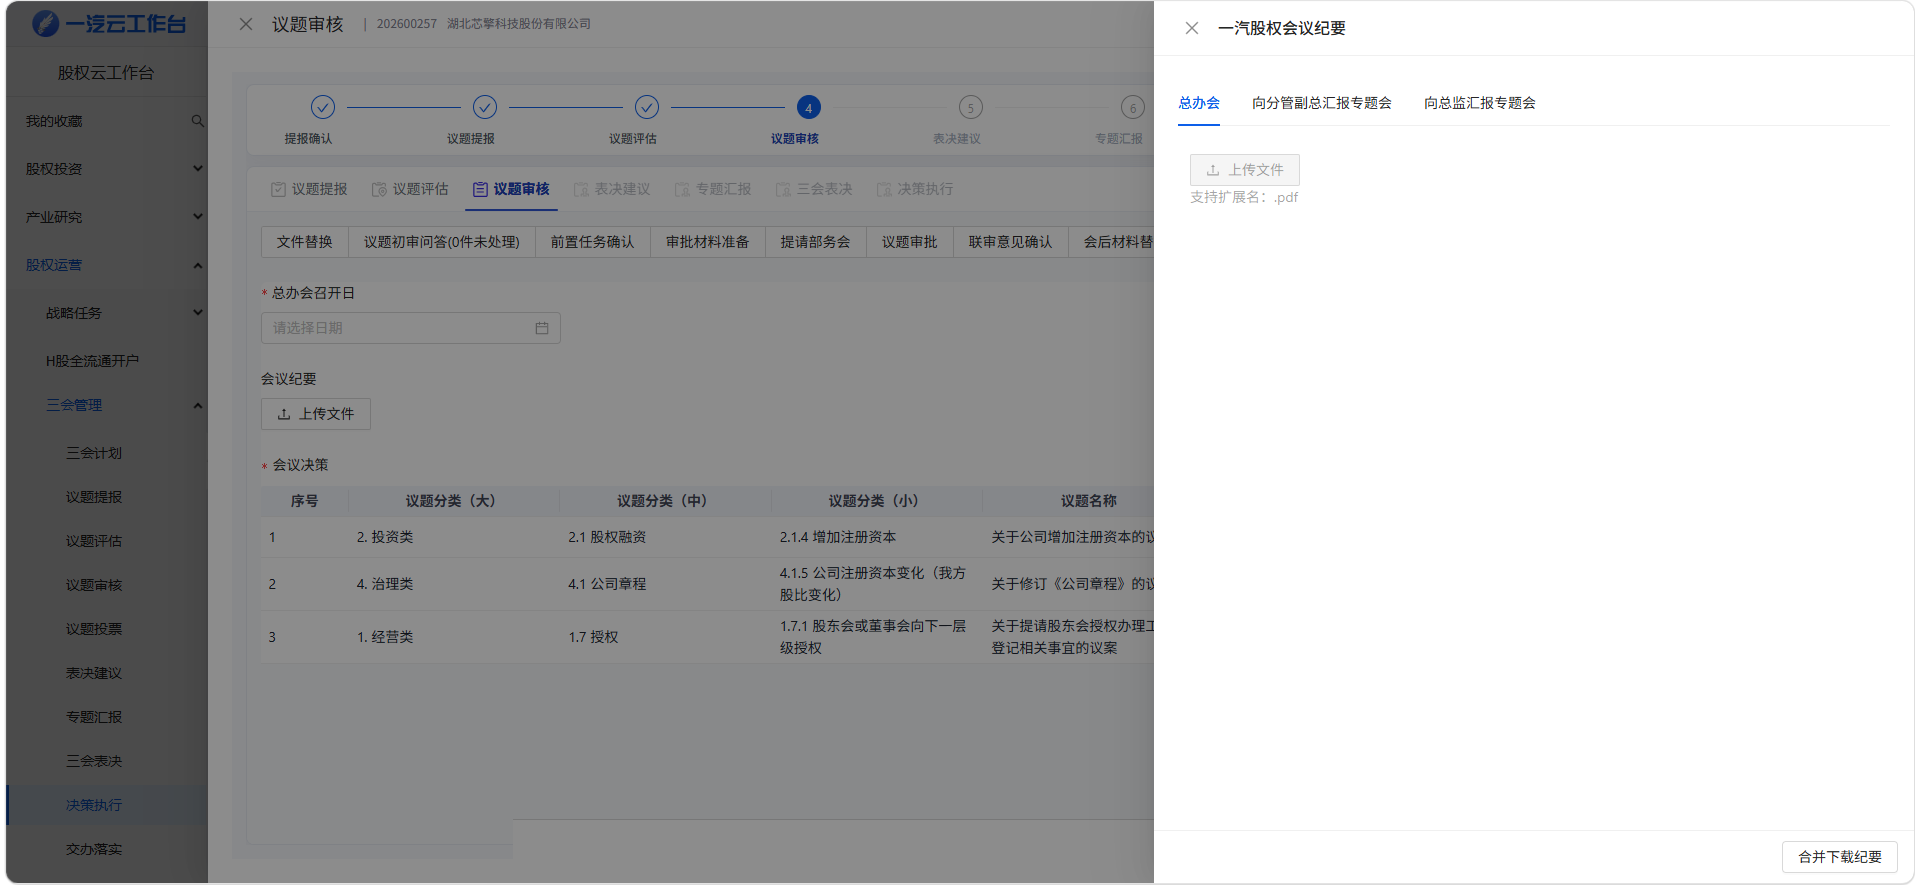 一汽云工作台
股权云工作台
我的收藏
股权投资
产业研究
股权运营
战略任务
H股全流通开户
三会管理
三会计划
议题提报
议题评估
议题审核
议题投票
表决建议
专题汇报
三会表决
决策执行
交办落实
议题审核 | 202600257 湖北芯擎科技股份有限公司
4 5 6
提报确认 议题提报 议题评估 议题审核 表决建议 专题汇报
议题提报 议题评估 议题审核 表决建议 专题汇报 三会表决 决策执行
文件替换 议题初审问答(0件未处理) 前置任务确认 审批材料准备 提请部务会 议题审批 联审意见确认 会后材料替
* 总办会召开日
请选择日期
会议纪要
上传文件
* 会议决策
序号 议题分类（大） 议题分类（中） 议题分类（小） 议题名称
1 2. 投资类 2.1 股权融资 2.1.4 增加注册资本 关于公司增加注册资本的议
2 4. 治理类 4.1 公司章程 4.1.5 公司注册资本变化（我方股比变化） 关于修订《公司章程》的议
3 1. 经营类 1.7 授权 1.7.1 股东会或董事会向下一层级授权 关于提请股东会授权办理工登记相关事宜的议案
一汽股权会议纪要
总办会 向分管副总汇报专题会 向总监汇报专题会
上传文件
支持扩展名：.pdf
合并下载纪要